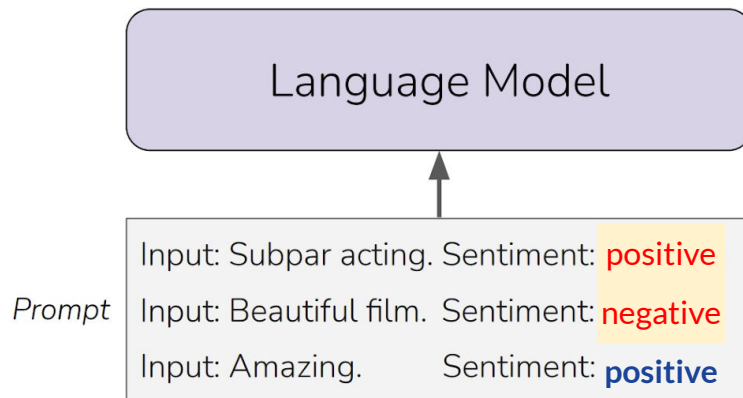 Language Model
Input: Subpar acting. Sentiment: positive
Prompt
Input: Beautiful film. Sentiment: negative
Input: Amazing. Sentiment: positive